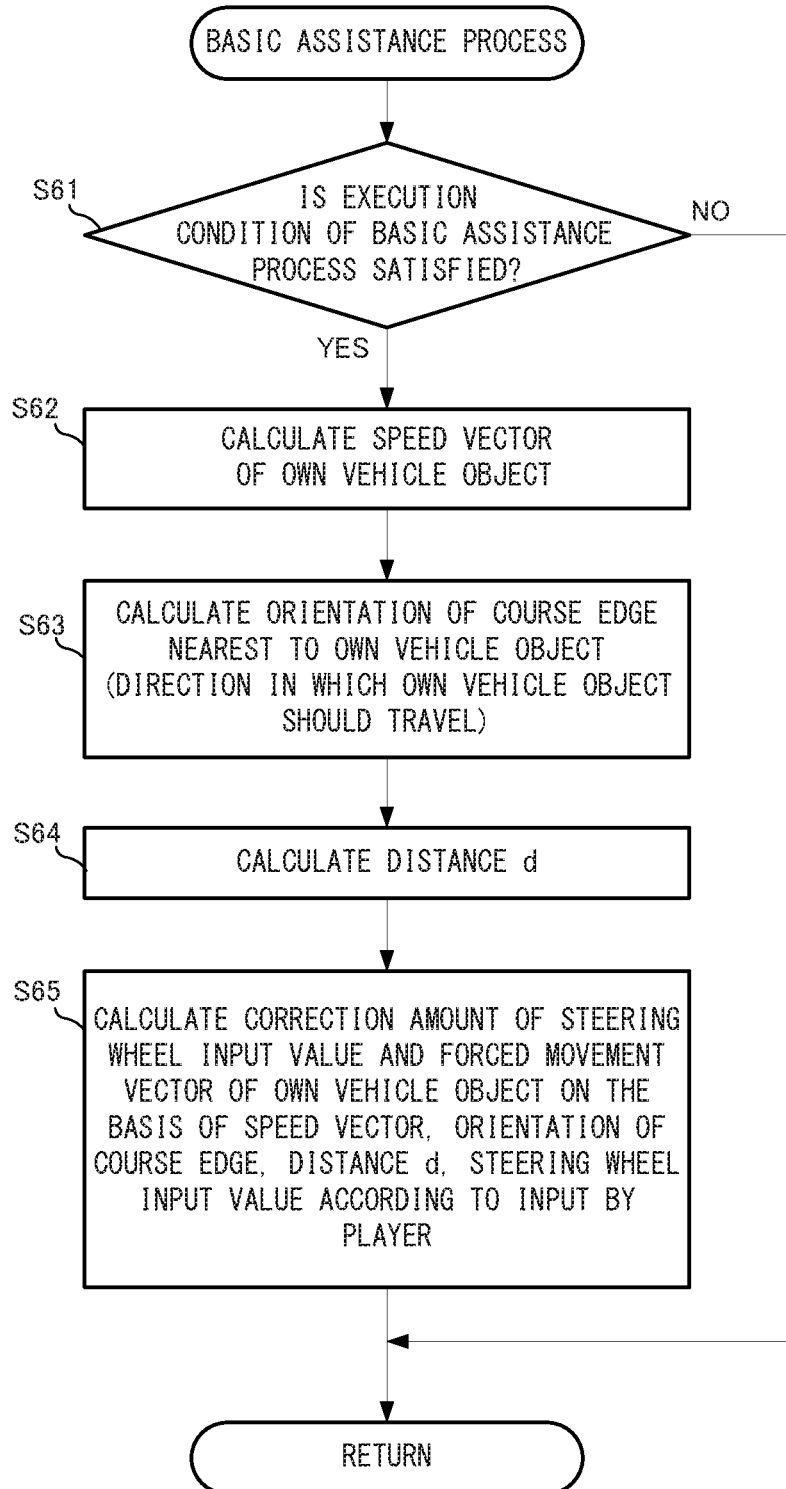 BASIC ASSISTANCE PROCESS
S61
IS EXECUTION
CONDITION OF BASIC ASSISTANCE
PROCESS SATISFIED?
NO
YES
S62
CALCULATE SPEED VECTOR
OF OWN VEHICLE OBJECT
S63
CALCULATE ORIENTATION OF COURSE EDGE
NEAREST TO OWN VEHICLE OBJECT
(DIRECTION IN WHICH OWN VEHICLE OBJECT
SHOULD TRAVEL)
S64
CALCULATE DISTANCE d
S65
CALCULATE CORRECTION AMOUNT OF STEERING
WHEEL INPUT VALUE AND FORCED MOVEMENT
VECTOR OF OWN VEHICLE OBJECT ON THE
BASIS OF SPEED VECTOR, ORIENTATION OF
COURSE EDGE, DISTANCE d, STEERING WHEEL
INPUT VALUE ACCORDING TO INPUT BY
PLAYER
RETURN